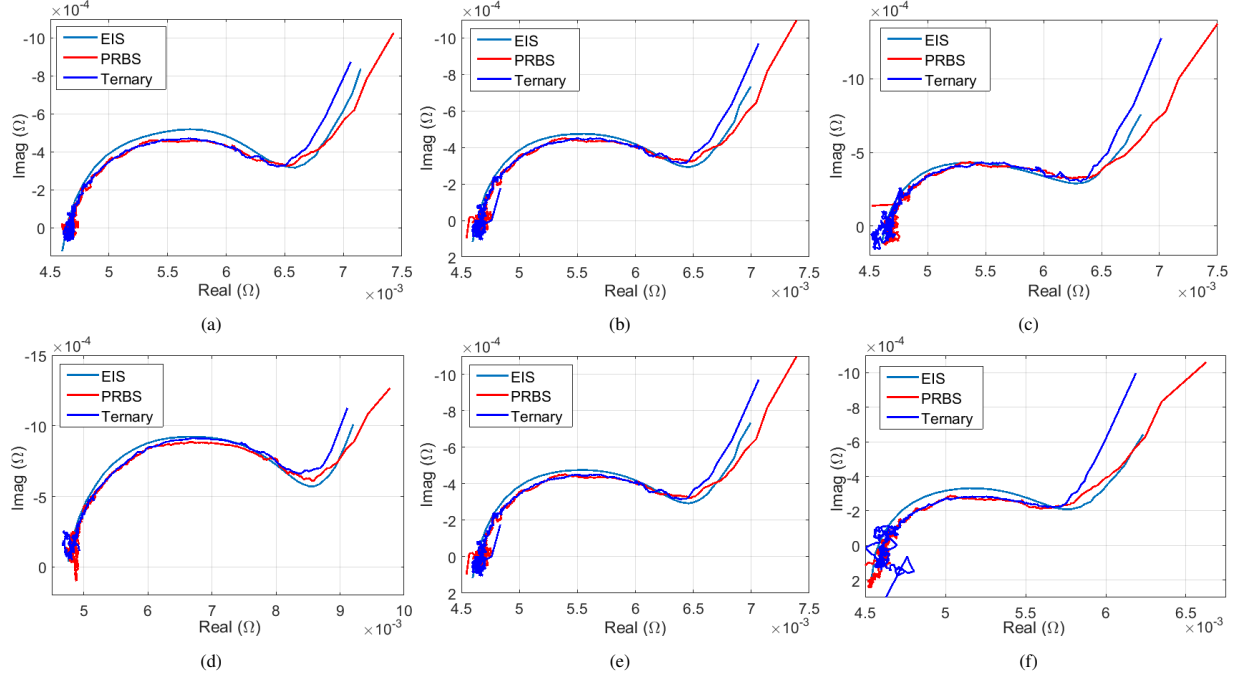 ×10⁻⁴
-10
-8
-6
-4
-2
0
Imag (Ω)
EIS
PRBS
Ternary
4.5 5 5.5 6 6.5 7 7.5
Real (Ω)
×10⁻³
(a)
×10⁻⁴
-10
-8
-6
-4
-2
0
2
Imag (Ω)
EIS
PRBS
Ternary
4.5 5 5.5 6 6.5 7 7.5
Real (Ω)
×10⁻³
(b)
×10⁻⁴
-10
-5
0
Imag (Ω)
EIS
PRBS
Ternary
4.5 5 5.5 6 6.5 7 7.5
Real (Ω)
×10⁻³
(c)
×10⁻⁴
-15
-10
-5
0
Imag (Ω)
EIS
PRBS
Ternary
5 6 7 8 9 10
Real (Ω)
×10⁻³
(d)
×10⁻⁴
-10
-8
-6
-4
-2
0
2
Imag (Ω)
EIS
PRBS
Ternary
4.5 5 5.5 6 6.5 7 7.5
Real (Ω)
×10⁻³
(e)
×10⁻⁴
-10
-8
-6
-4
-2
0
2
Imag (Ω)
EIS
PRBS
Ternary
4.5 5 5.5 6 6.5
Real (Ω)
×10⁻³
(f)